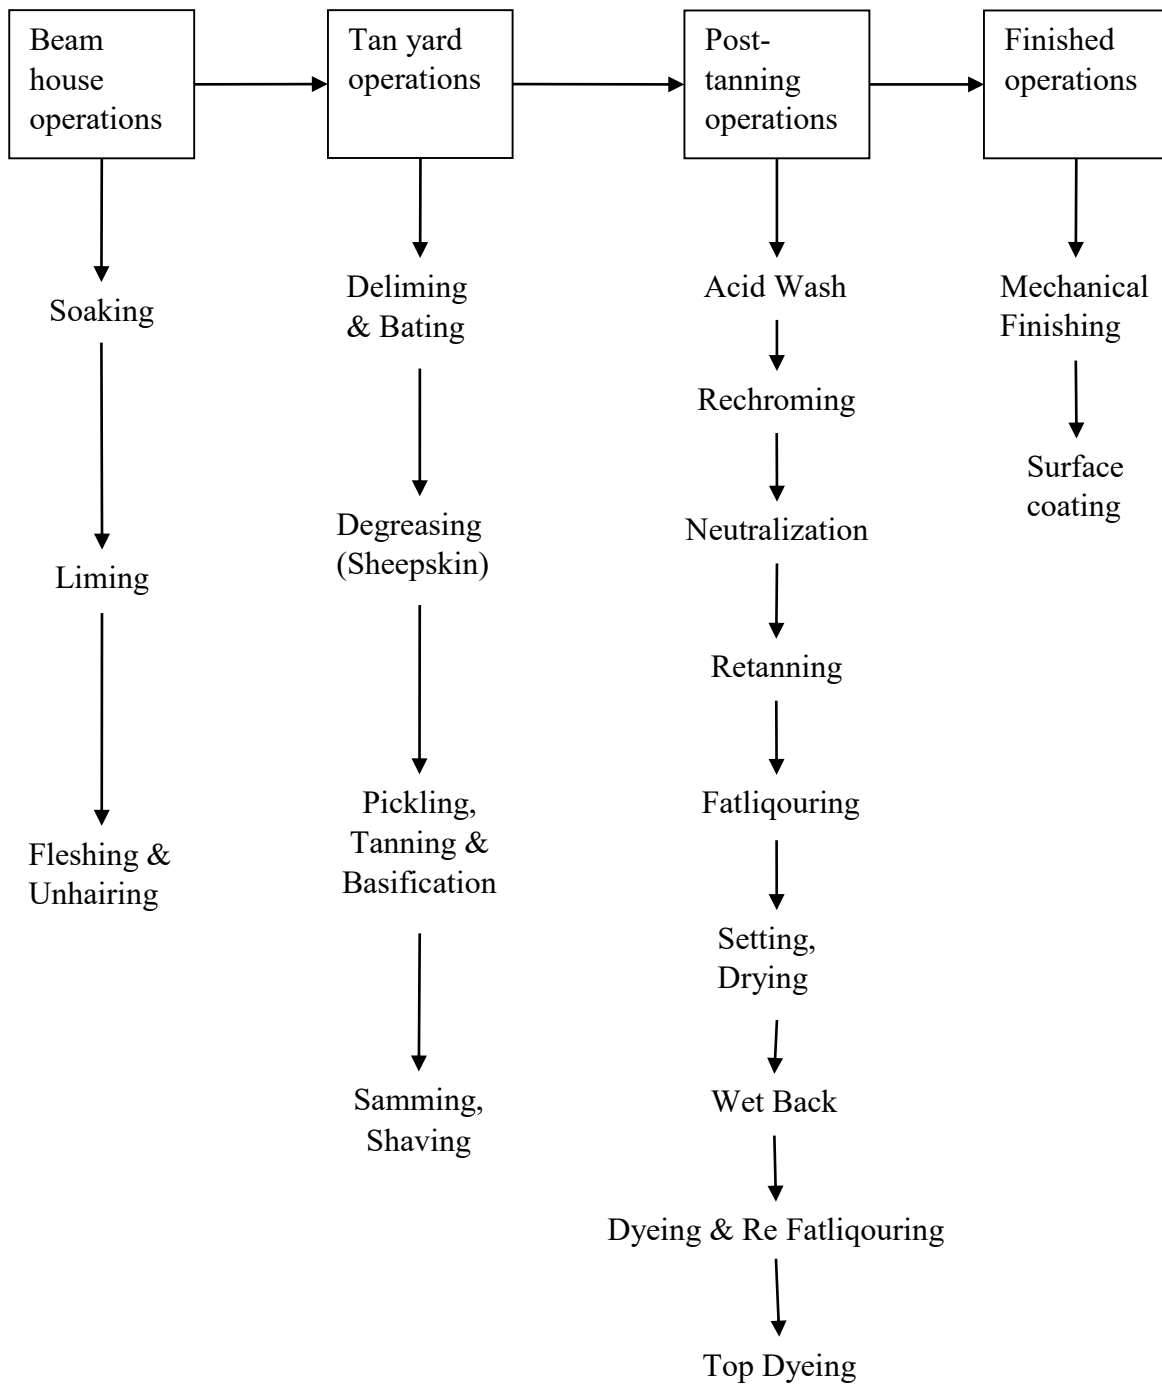 Beam
house
operations
Tan yard
operations
Post-
tanning
operations
Finished
operations
Soaking
Liming
Fleshing &
Unhairing
Deliming
& Bating
Degreasing
(Sheepskin)
Pickling,
Tanning &
Basification
Samming,
Shaving
Acid Wash
Rechroming
Neutralization
Retanning
Fatliqouring
Setting,
Drying
Wet Back
Dyeing & Re Fatliqouring
Top Dyeing
Mechanical
Finishing
Surface
coating